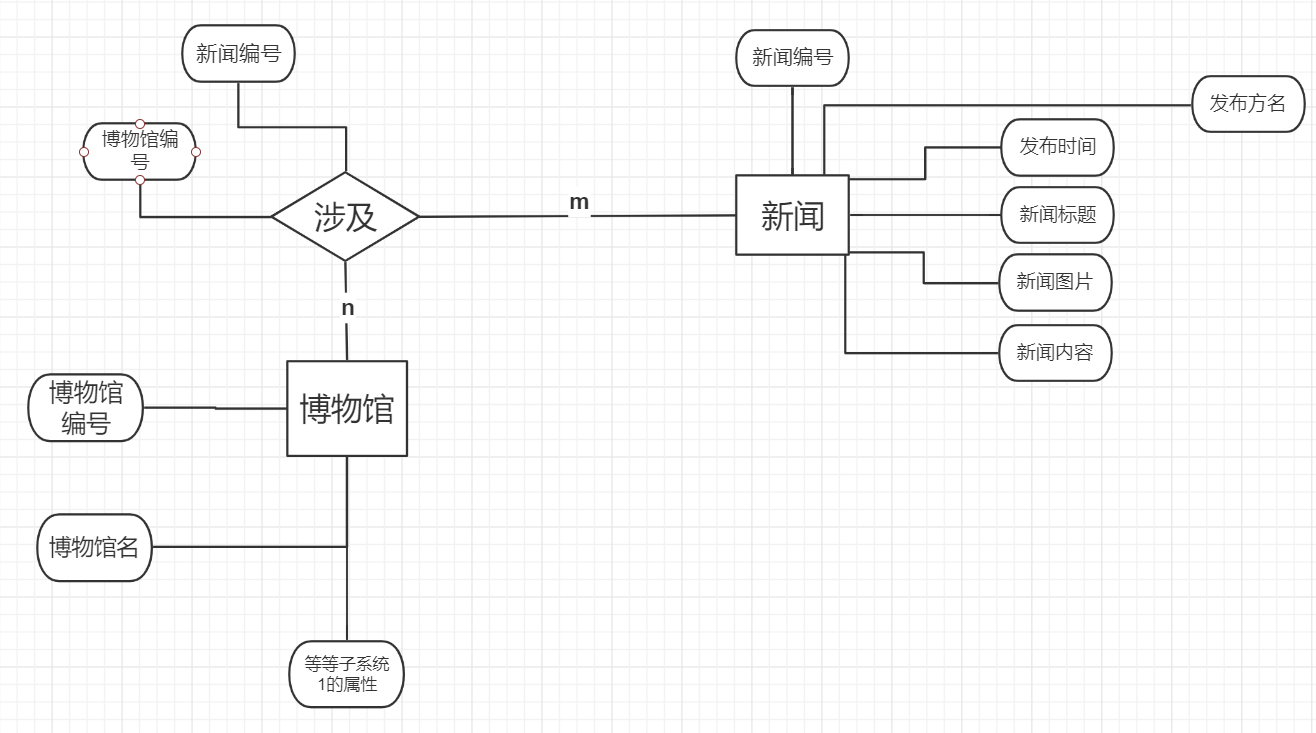 新闻编号
新闻编号
发布方名
博物馆编
号
发布时间
m
涉及
新闻
新闻标题
新闻图片
n
新闻内容
博物馆
编号
博物馆
博物馆名
等等子系统
1的属性